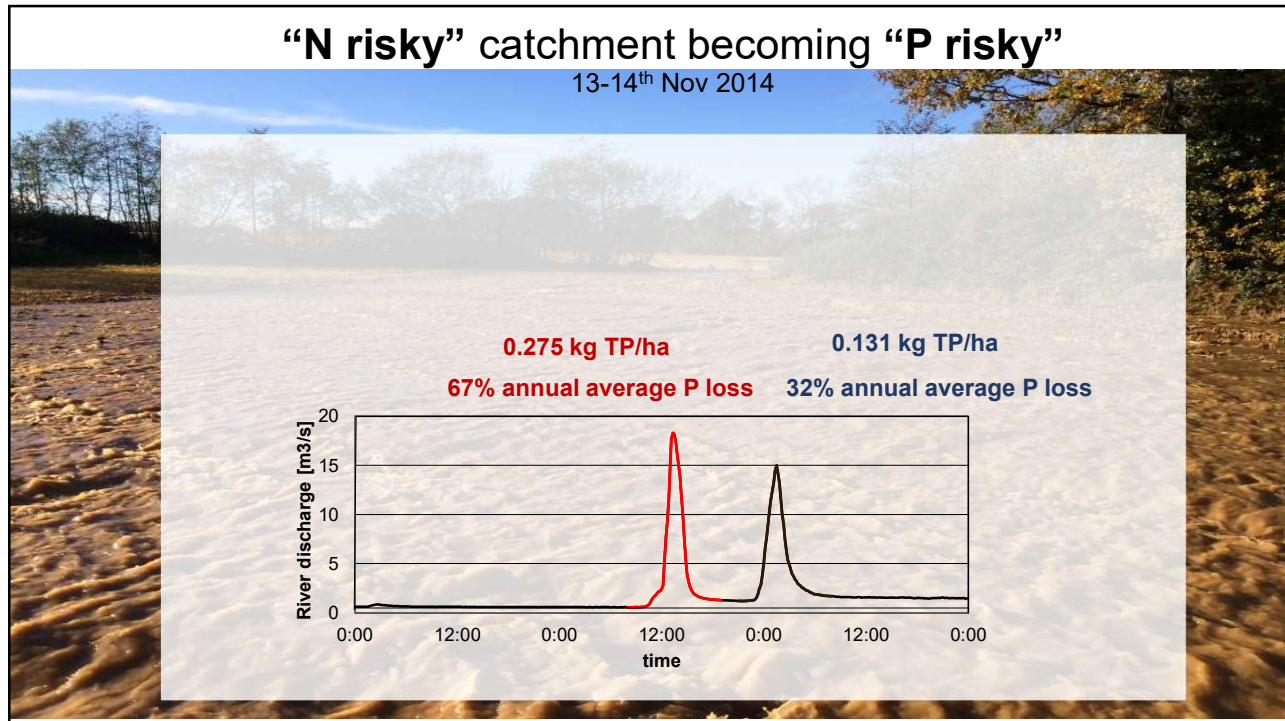 “N risky” catchment becoming “P risky”
13-14th Nov 2014
0.275 kg TP/ha
0.131 kg TP/ha
67% annual average P loss
32% annual average P loss
River discharge [m3/s]
20
15
10
5
0
0:00 12:00 0:00 12:00 0:00 12:00 0:00
time